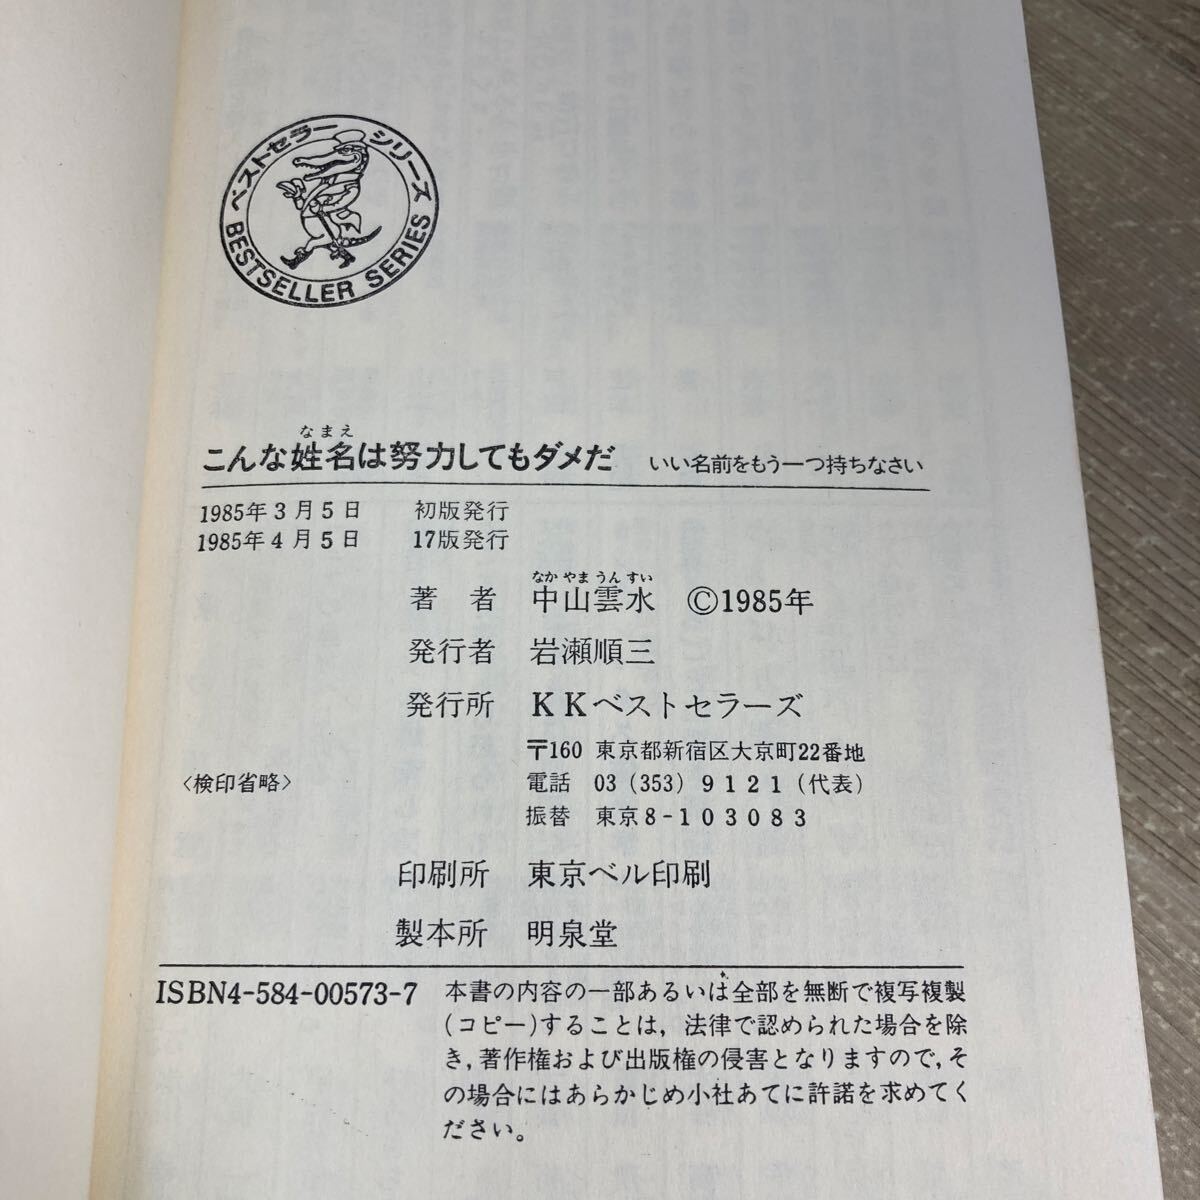 ベストセラーシリーズ
BESTSELLER SERIES
なまえ
こんな姓名は努力してもダメだ いい名前をもう一つ持ちなさい
1985年3月5日 初版発行
1985年4月5日 17版発行
なかやまうんすい
著者 中山雲水 ©1985年
発行者 岩瀬順三
発行所 KKベストセラーズ
〒160 東京都新宿区大京町22番地
<検印省略> 電話 03(353)9121(代表)
振替 東京8-103083
印刷所 東京ベル印刷
製本所 明泉堂
ISBN4-584-00573-7 本書の内容の一部あるいは全部を無断で複写複製
(コピー)することは,法律で認められた場合を除
き,著作権および出版権の侵害となりますので,そ
の場合にはあらかじめ小社あてに許諾を求めてく
ださい。